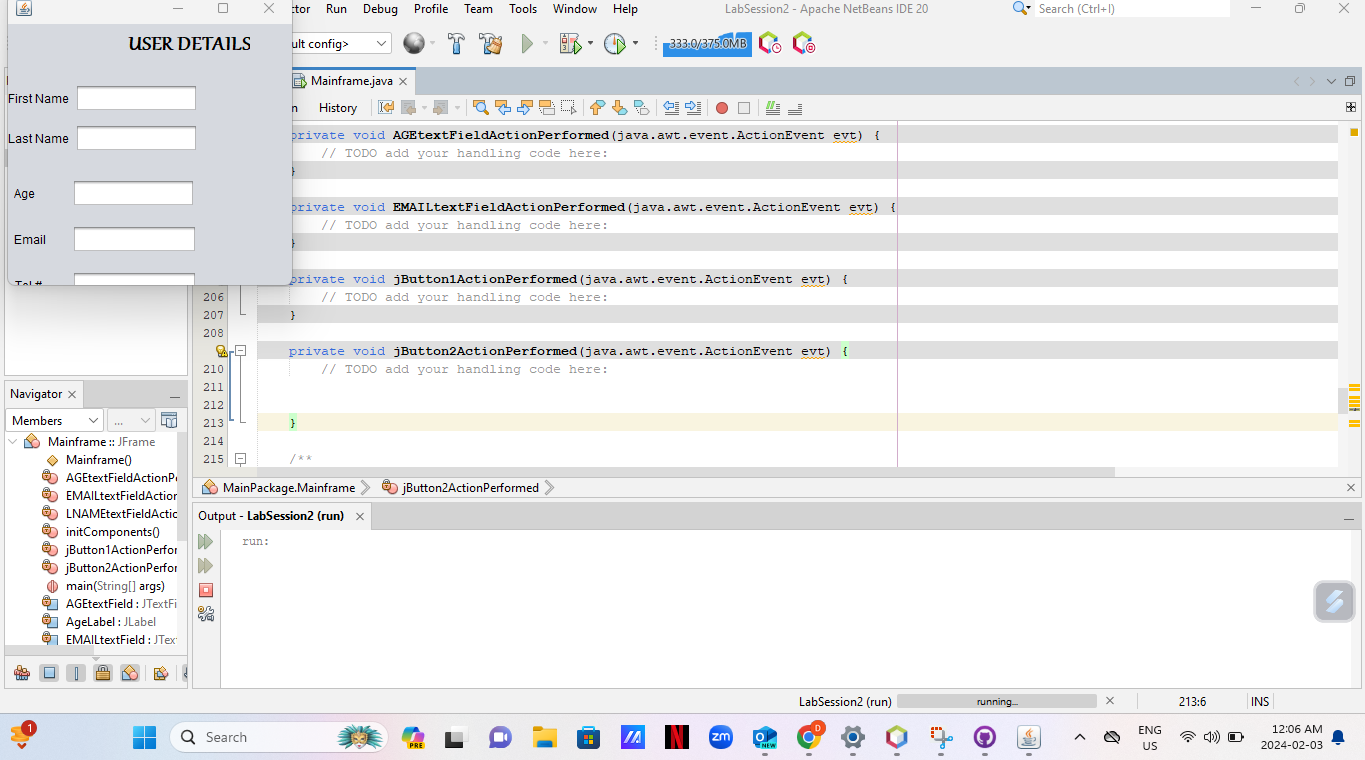 ctor Run Debug Profile Team Tools Window Help LabSession2 - Apache NetBeans IDE 20 Search (Ctrl+I)
USER DETAILS
First Name
Last Name
Age
Email
Tel #
ult config> 333.0/375.0MB
Mainframe.java
History
private void AGEtextFieldActionPerformed(java.awt.event.ActionEvent evt) {
// TODO add your handling code here:
}
private void EMAILtextFieldActionPerformed(java.awt.event.ActionEvent evt) {
// TODO add your handling code here:
}
private void jButton1ActionPerformed(java.awt.event.ActionEvent evt) {
206 // TODO add your handling code here:
207 }
208
private void jButton2ActionPerformed(java.awt.event.ActionEvent evt) {
210 // TODO add your handling code here:
211
212
213 }
214
215 /**
MainPackage.Mainframe jButton2ActionPerformed
Navigator
Members ...
Mainframe :: JFrame
Mainframe()
AGEtextFieldActionPe
EMAILtextFieldAction
LNAMEtextFieldActio
initComponents()
jButton1ActionPerfor
jButton2ActionPerfor
main(String[] args)
AGEtextField : JTextFi
AgeLabel : JLabel
EMAILtextField : JTex
Output - LabSession2 (run)
run:
LabSession2 (run) running... 213:6 INS
1 Search PRE zm NEW D ENG US 12:06 AM 2024-02-03